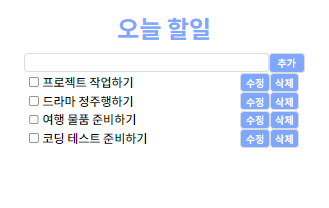 오늘 할일
추가
프로젝트 작업하기 수정 삭제
드라마 정주행하기 수정 삭제
여행 물품 준비하기 수정 삭제
코딩 테스트 준비하기 수정 삭제